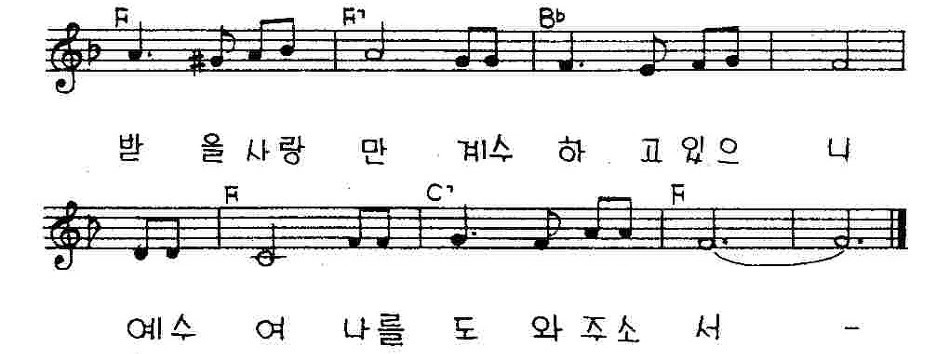 F F7 B♭
받 을 사 랑 만 계수 하 고 있 으 니
F C7 F
예 수 여 나 를 도 와 주 소 서 –